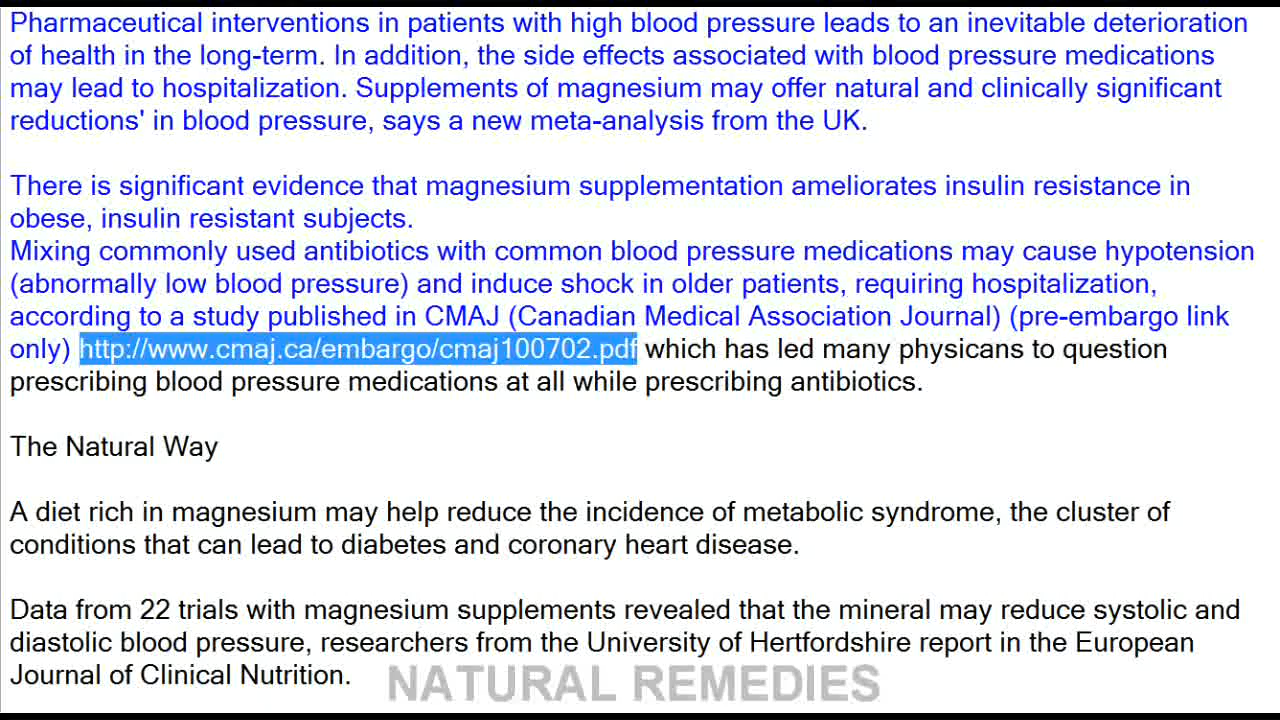 Pharmaceutical interventions in patients with high blood pressure leads to an inevitable deterioration
of health in the long-term. In addition, the side effects associated with blood pressure medications
may lead to hospitalization. Supplements of magnesium may offer natural and clinically significant
reductions' in blood pressure, says a new meta-analysis from the UK.
There is significant evidence that magnesium supplementation ameliorates insulin resistance in
obese, insulin resistant subjects.
Mixing commonly used antibiotics with common blood pressure medications may cause hypotension
(abnormally low blood pressure) and induce shock in older patients, requiring hospitalization,
according to a study published in CMAJ (Canadian Medical Association Journal) (pre-embargo link
only) http://www.cmaj.ca/embargo/cmaj100702.pdf which has led many physicans to question
prescribing blood pressure medications at all while prescribing antibiotics.
The Natural Way
A diet rich in magnesium may help reduce the incidence of metabolic syndrome, the cluster of
conditions that can lead to diabetes and coronary heart disease.
Data from 22 trials with magnesium supplements revealed that the mineral may reduce systolic and
diastolic blood pressure, researchers from the University of Hertfordshire report in the European
Journal of Clinical Nutrition.
NATURAL REMEDIES